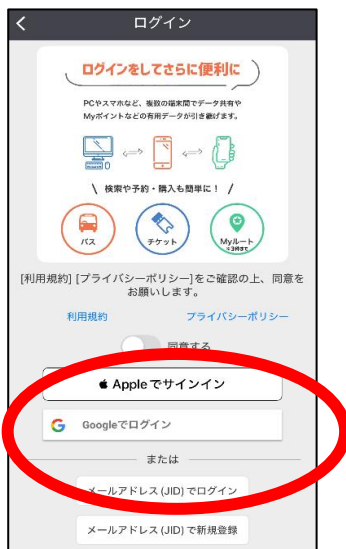 ログイン
ログインをしてさらに便利に
PCやスマホなど、複数の端末間でデータ共有や
Myポイントなどの有用データが引き継げます。
検索や予約・購入も簡単に！
バス
チケット
Myルート
※3件まで
[利用規約] [プライバシーポリシー]をご確認の上、同意を
お願いします。
利用規約 プライバシーポリシー
同意する
Appleでサインイン
Googleでログイン
または
メールアドレス (JID) でログイン
メールアドレス (JID) で新規登録